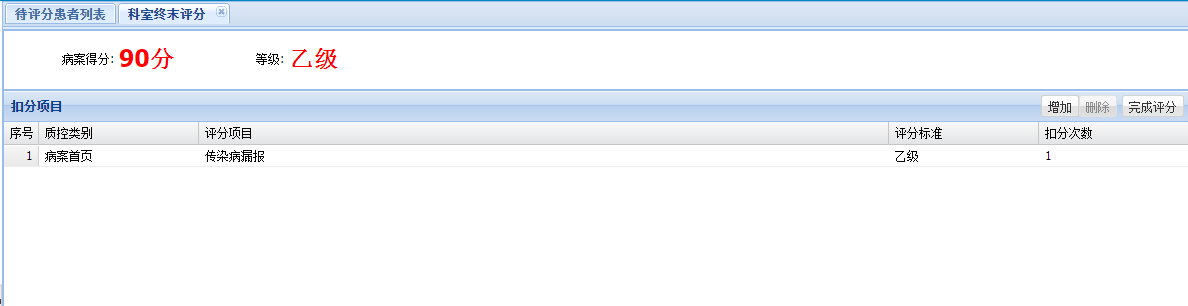 待评分患者列表 科室终末评分
病案得分: 90分 等级: 乙级
扣分项目 增加 删除 完成评分
序号 质控类别 评分项目 评分标准 扣分次数
1 病案首页 传染病漏报 乙级 1